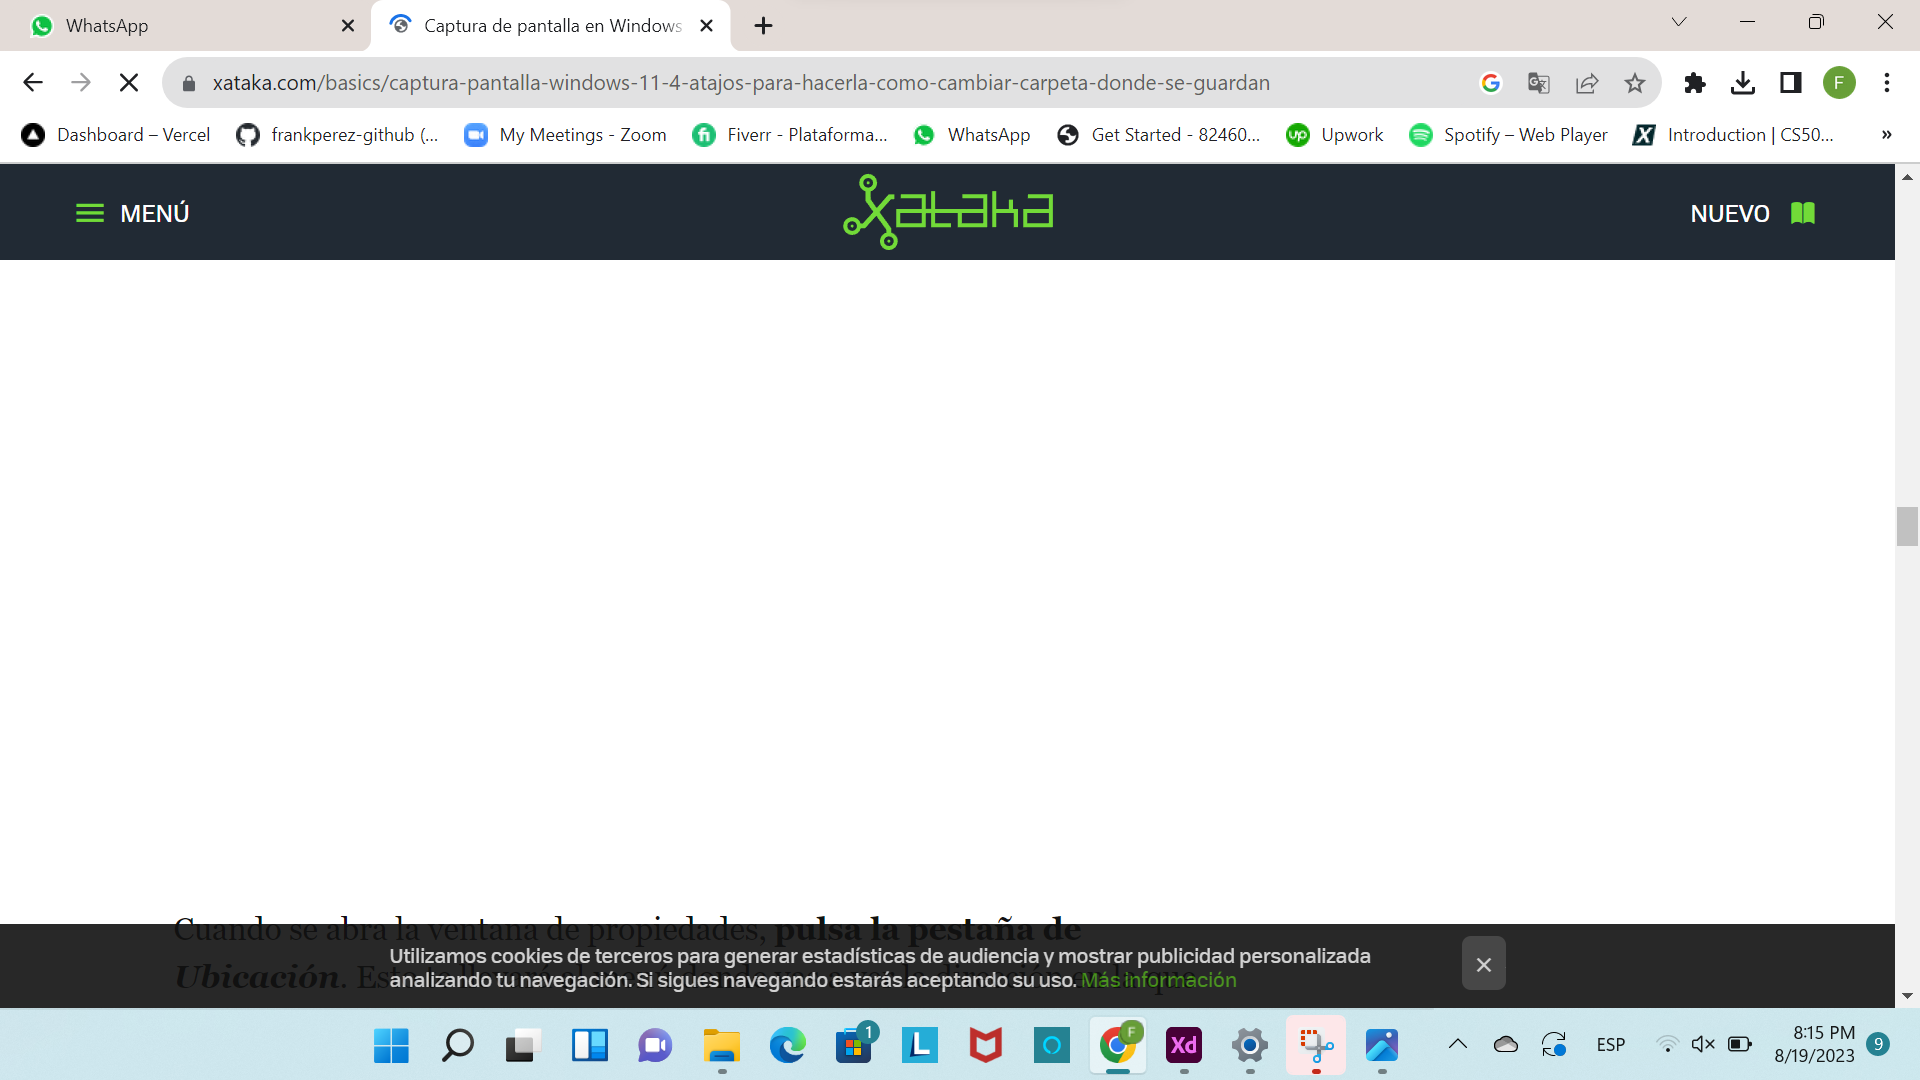 WhatsApp
Captura de pantalla en Windows
xataka.com/basics/captura-pantalla-windows-11-4-atajos-para-hacerla-como-cambiar-carpeta-donde-se-guardan
F
Dashboard – Vercel
frankperez-github (...
My Meetings - Zoom
Fiverr - Plataforma...
WhatsApp
Get Started - 82460...
Upwork
Spotify – Web Player
Introduction | CS50...
»
MENÚ
xataka
NUEVO
Cuando se abra la ventana de propiedades, pulsa la pestaña de
Ubicación.
Utilizamos cookies de terceros para generar estadísticas de audiencia y mostrar publicidad personalizada
analizando tu navegación. Si sigues navegando estarás aceptando su uso. Más información
1
L
F
Xd
ESP
8:15 PM
8/19/2023
9